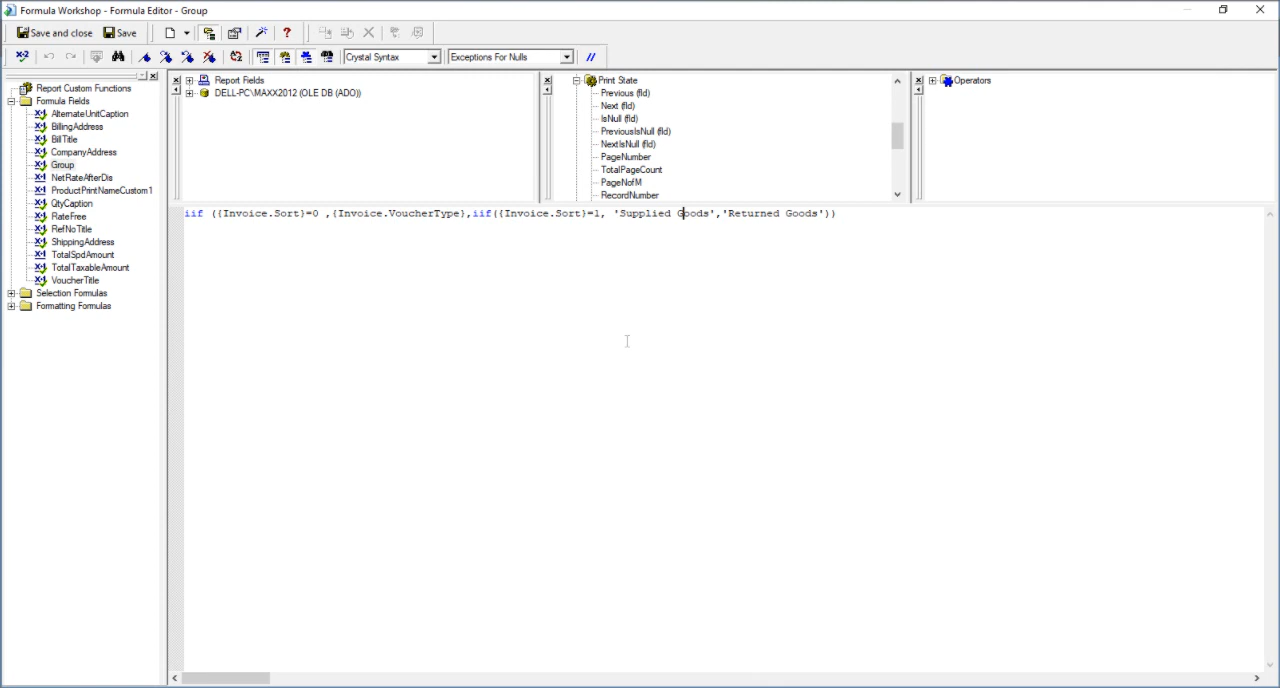 Formula Workshop - Formula Editor - Group
Save and close Save
Crystal Syntax Exceptions For Nulls //
Report Custom Functions
Formula Fields
AlternateUnitCaption
BillingAddress
BillTitle
CompanyAddress
Group
NetRateAfterDis
ProductPrintNameCustom1
QtyCaption
RateFree
RefNoTitle
ShippingAddress
TotalSpdAmount
TotalTaxableAmount
VoucherTitle
Selection Formulas
Formatting Formulas
Report Fields
DELL-PC\MAXX2012 (OLE DB (ADO))
Print State
Previous (fld)
Next (fld)
IsNull (fld)
PreviousIsNull (fld)
NextIsNull (fld)
PageNumber
TotalPageCount
PageNofM
RecordNumber
Operators
iif ({Invoice.Sort}=0 ,{Invoice.VoucherType},iif({Invoice.Sort}=1, 'Supplied Goods','Returned Goods'))